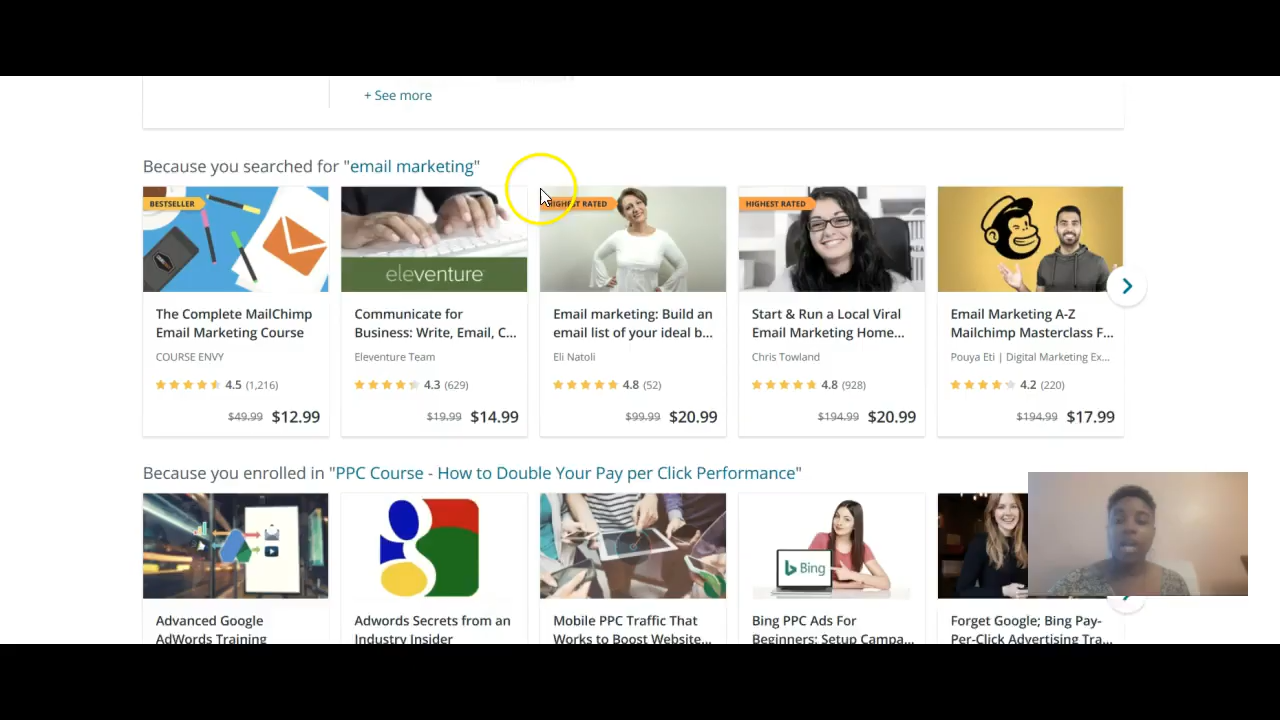 + See more
Because you searched for "email marketing"
BESTSELLER
eleventure
HIGHEST RATED
HIGHEST RATED
The Complete MailChimp
Email Marketing Course
COURSE ENVY
4.5 (1,216)
$49.99 $12.99
Communicate for
Business: Write, Email, C...
Eleventure Team
4.3 (629)
$19.99 $14.99
Email marketing: Build an
email list of your ideal b...
Eli Natoli
4.8 (52)
$99.99 $20.99
Start & Run a Local Viral
Email Marketing Home...
Chris Towland
4.8 (928)
$194.99 $20.99
Email Marketing A-Z
Mailchimp Masterclass F...
Pouya Eti | Digital Marketing Ex...
4.2 (220)
$194.99 $17.99
Because you enrolled in "PPC Course - How to Double Your Pay per Click Performance"
Bing
Advanced Google
AdWords Training
Adwords Secrets from an
Industry Insider
Mobile PPC Traffic That
Works to Boost Website...
Bing PPC Ads For
Beginners: Setup Campa...
Forget Google; Bing Pay-
Per-Click Advertising Tra...